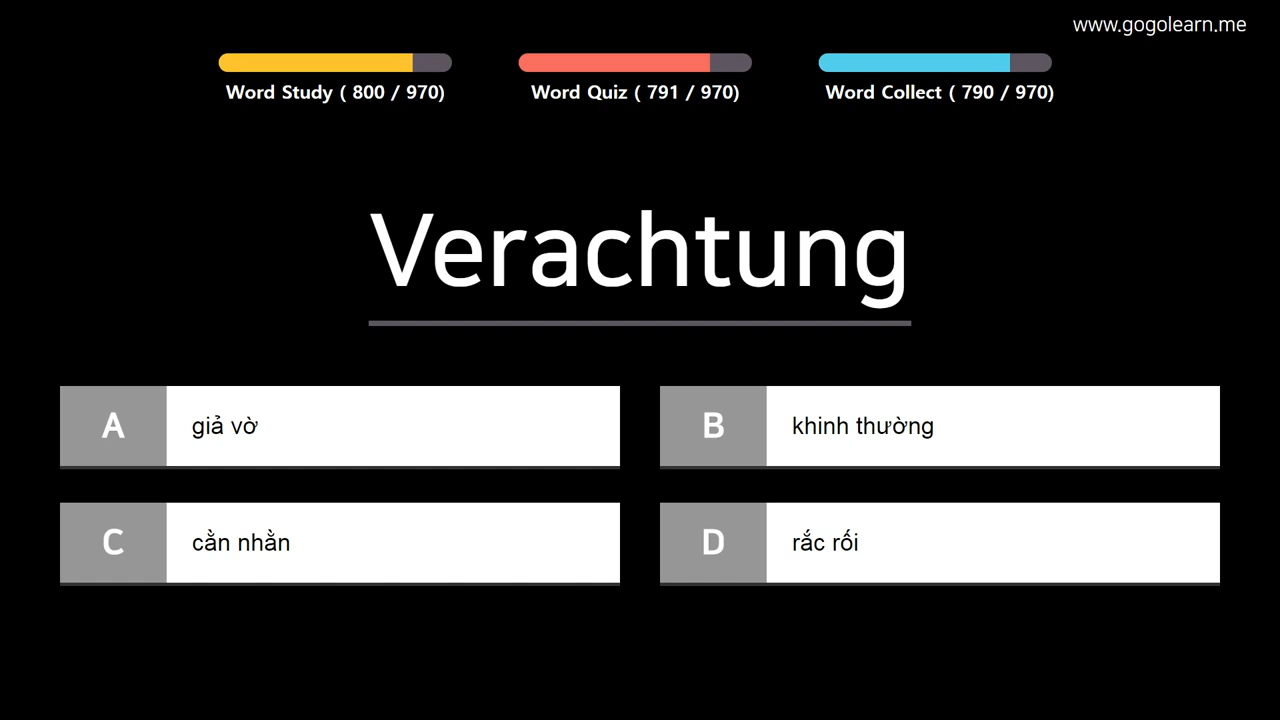 www.gogolearn.me
Word Study ( 800 / 970)
Word Quiz ( 791 / 970)
Word Collect ( 790 / 970)
Verachtung
A giả vờ
B khinh thường
C cằn nhằn
D rắc rối